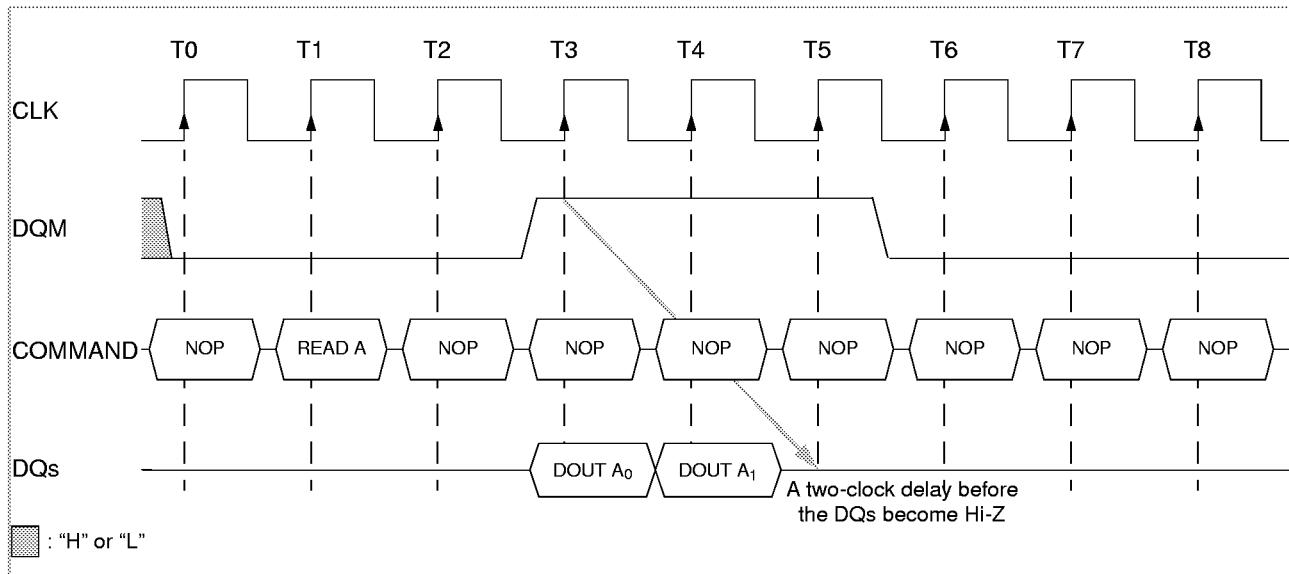 T0 T1 T2 T3 T4 T5 T6 T7 T8
CLK
DQM
COMMAND NOP READ A NOP NOP NOP NOP NOP NOP NOP
DQs DOUT A0 DOUT A1
A two-clock delay before
the DQs become Hi-Z
: “H” or “L”